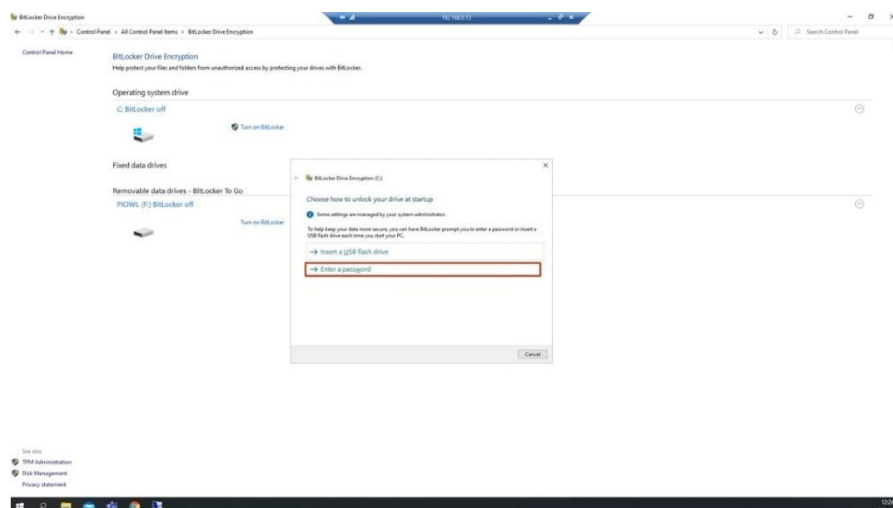 BitLocker Drive Encryption
Control Panel > All Control Panel Items > BitLocker Drive Encryption
Search Control Panel
Control Panel Home
BitLocker Drive Encryption
Help protect your files and folders from unauthorized access by protecting your drives with BitLocker.
Operating system drive
C: BitLocker off
Turn on BitLocker
Fixed data drives
Removable data drives - BitLocker To Go
PIOWL (F:) BitLocker off
Turn on BitLocker
BitLocker Drive Encryption (C:)
Choose how to unlock your drive at startup
Some settings are managed by your system administrator.
To help keep your data more secure, you can have BitLocker prompt you to enter a password or insert a
USB flash drive each time you start your PC.
Insert a USB flash drive
Enter a password
Cancel
See also
TPM Administration
Disk Management
Privacy statement